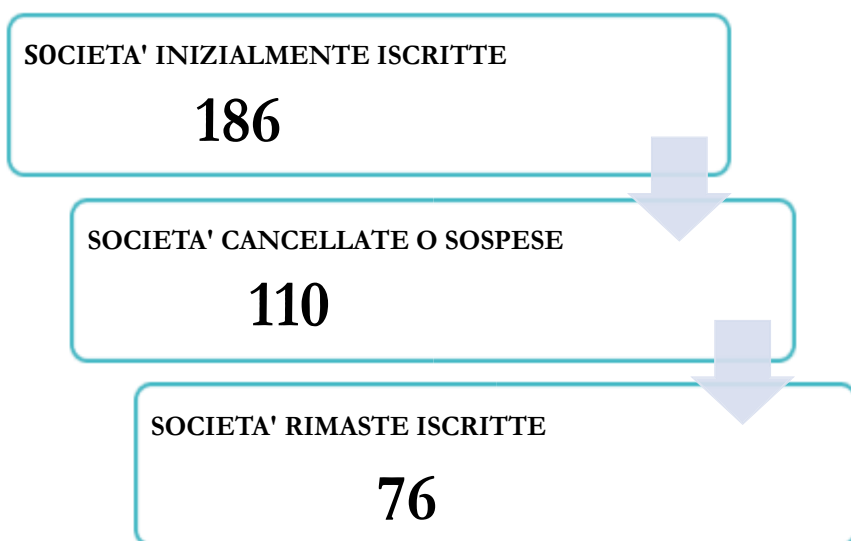 SOCIETA' INIZIALMENTE ISCRITTE
186
SOCIETA' CANCELLATE O SOSPESE
110
SOCIETA' RIMASTE ISCRITTE
76